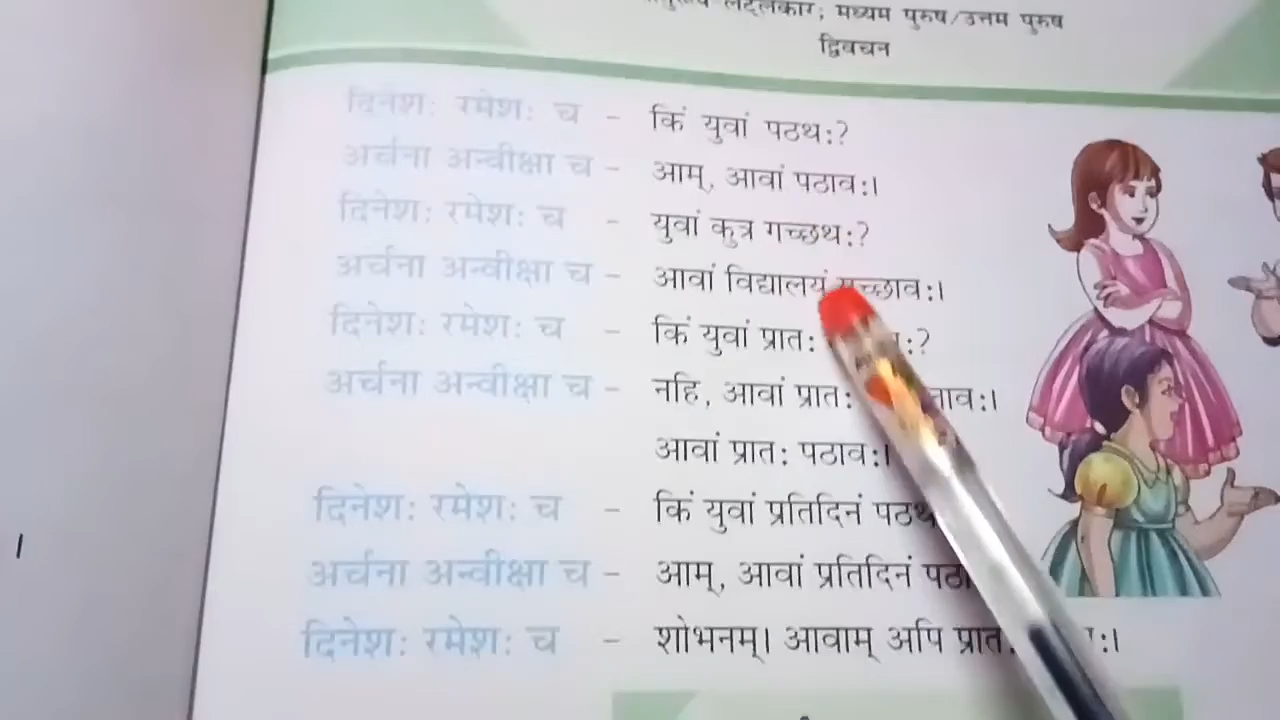 लट्लकार; मध्यम पुरुष/उत्तम पुरुष
द्विवचन
दिनेशः रमेशः च – किं युवां पठथः?
अर्चना अन्वीक्षा च – आम्, आवां पठावः।
दिनेशः रमेशः च – युवां कुत्र गच्छथः?
अर्चना अन्वीक्षा च – आवां विद्यालयं गच्छावः।
दिनेशः रमेशः च – किं युवां प्रातः
अर्चना अन्वीक्षा च – नहि, आवां प्रातः
आवां प्रातः पठावः।
दिनेशः रमेशः च – किं युवां प्रतिदिनं
अर्चना अन्वीक्षा च – आम्, आवां प्रतिदिनं
दिनेशः रमेशः च – शोभनम्। आवाम् अपि